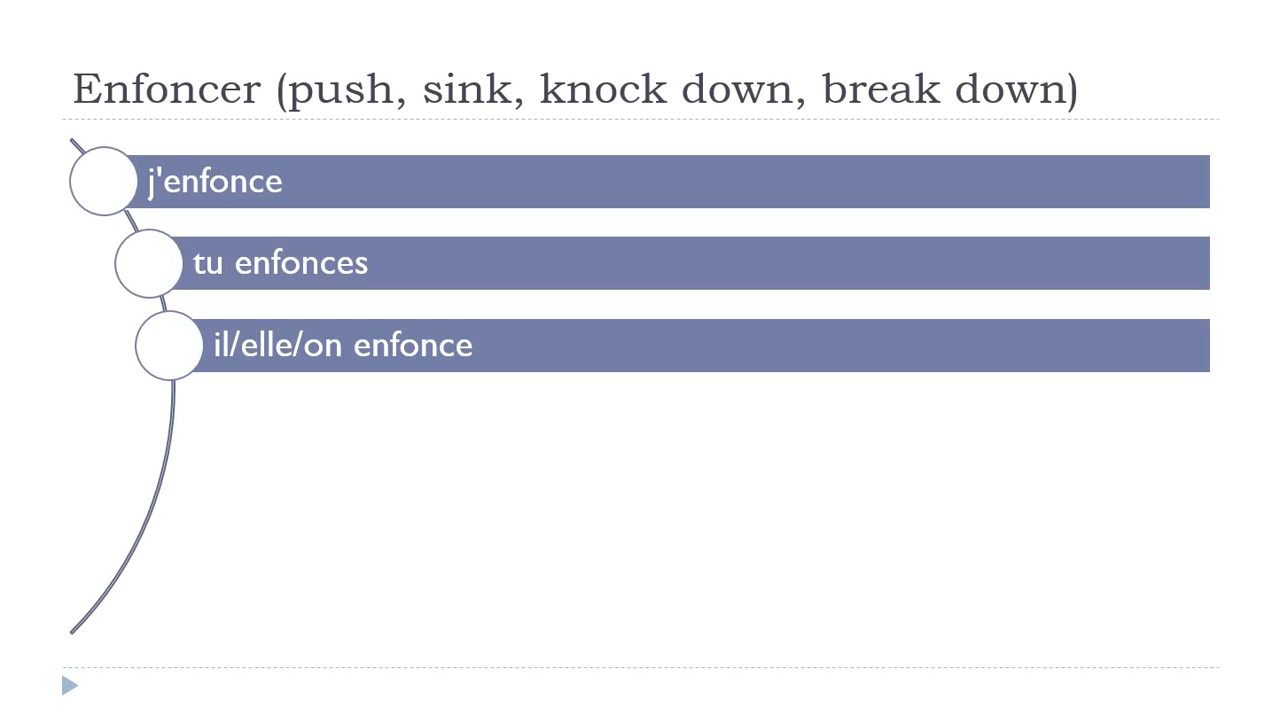 Enfoncer (push, sink, knock down, break down)
j'enfonce
tu enfonces
il/elle/on enfonce